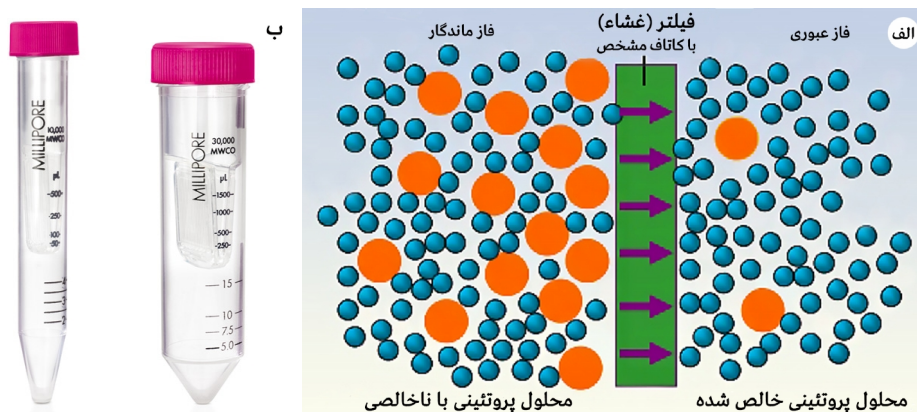 الف
فاز عبوری
فیلتر (غشاء)
با کاتاف مشخص
فاز ماندگار
محلول پروتئینی خالص شده
محلول پروتئینی با ناخالصی
ب
MILLIPORE
30,000
MWCO
µL
1500
1000
500
250
15
10
7.5
5.0
MILLIPORE
10,000
MWCO
µL
500
250